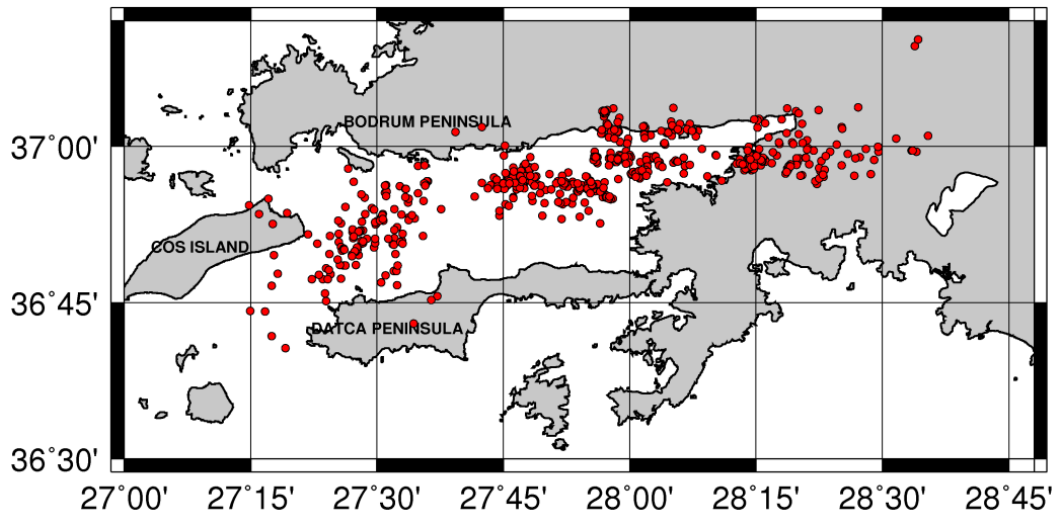 BODRUM PENINSULA
37°00'
COS ISLAND
36°45'
DATCA PENINSULA
36°30'
27°00' 27°15' 27°30' 27°45' 28°00' 28°15' 28°30' 28°45'